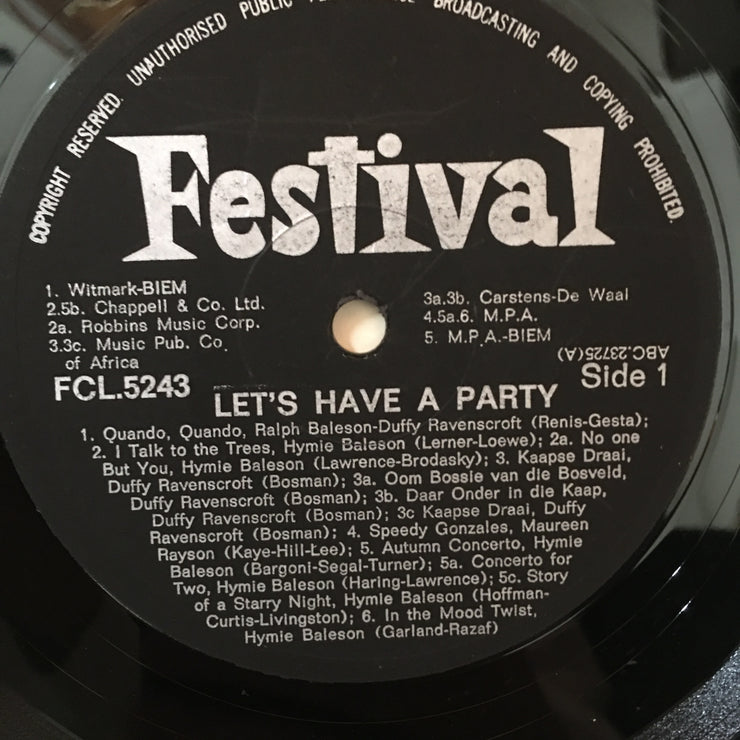 COPYRIGHT RESERVED. UNAUTHORISED PUBLIC BROADCASTING AND COPYING PROHIBITED.
Festival
1. Witmark-BIEM
2.5b. Chappell & Co. Ltd.
2a. Robbins Music Corp.
3.3c. Music Pub. Co.
of Africa
3a.3b. Carstens-De Waal
4.5a.6. M.P.A.
5. M.P.A.-BIEM
ABC.23725(A)
FCL.5243
Side 1
LET'S HAVE A PARTY
1. Quando, Quando, Ralph Baleson-Duffy Ravenscroft (Renis-Gesta);
2. I Talk to the Trees, Hymie Baleson (Lerner-Loewe); 2a. No one
But You, Hymie Baleson (Lawrence-Brodasky); 3. Kaapse Draai,
Duffy Ravenscroft (Bosman); 3a. Oom Bossie van die Bosveld,
Duffy Ravenscroft (Bosman); 3b. Daar Onder in die Kaap,
Duffy Ravenscroft (Bosman); 3c Kaapse Draai, Duffy
Ravenscroft (Bosman); 4. Speedy Gonzales, Maureen
Rayson (Kaye-Hill-Lee); 5. Autumn Concerto, Hymie
Baleson (Bargoni-Segal-Turner); 5a. Concerto for
Two, Hymie Baleson (Haring-Lawrence); 5c. Story
of a Starry Night, Hymie Baleson (Hoffman-
Curtis-Livingston); 6. In the Mood Twist,
Hymie Baleson (Garland-Razaf)